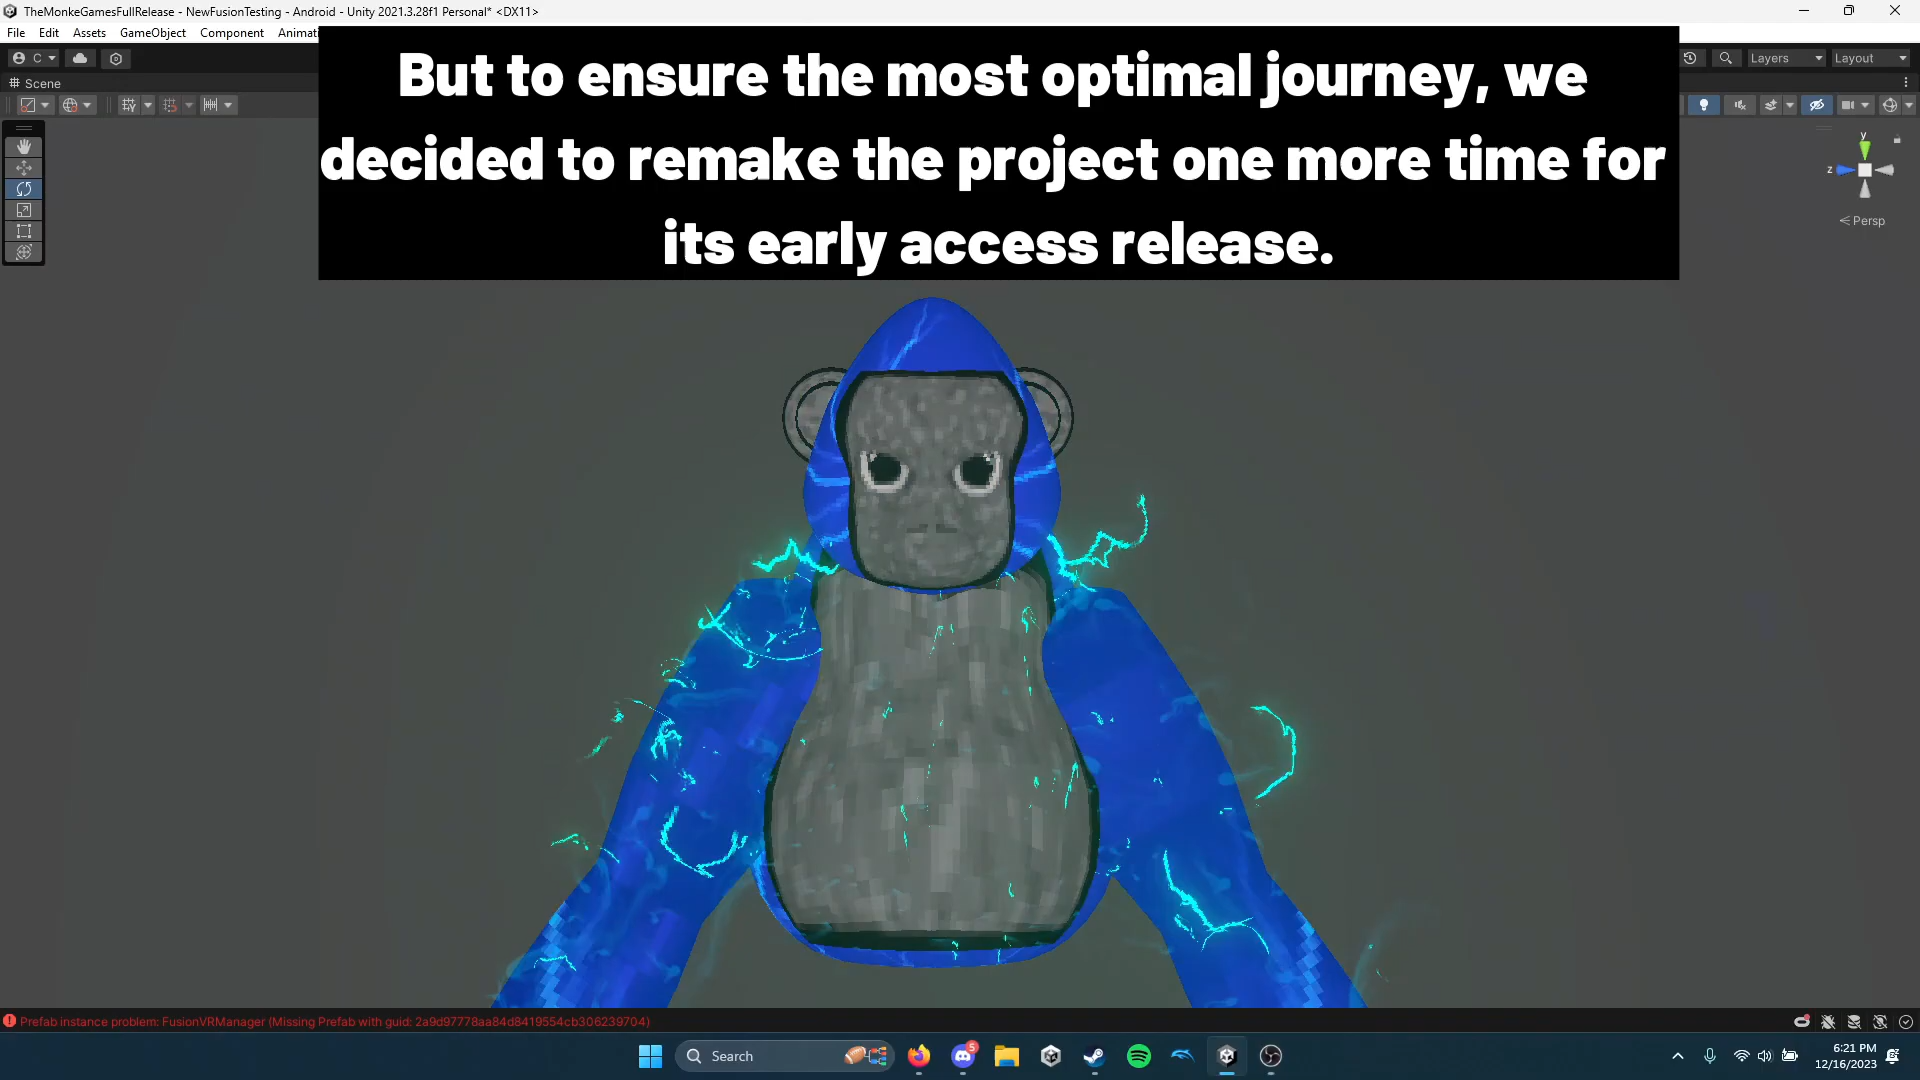 TheMonkeGamesFullRelease - NewFusionTesting - Android - Unity 2021.3.28f1 Personal* <DX11>
File Edit Assets GameObject Component Animati
C
Layers Layout
Scene
But to ensure the most optimal journey, we
decided to remake the project one more time for
its early access release.
y
z
Persp
Prefab instance problem: FusionVRManager (Missing Prefab with guid: 2a9d97778aa84d8419554cb306239704)
Search
5
6:21 PM
12/16/2023